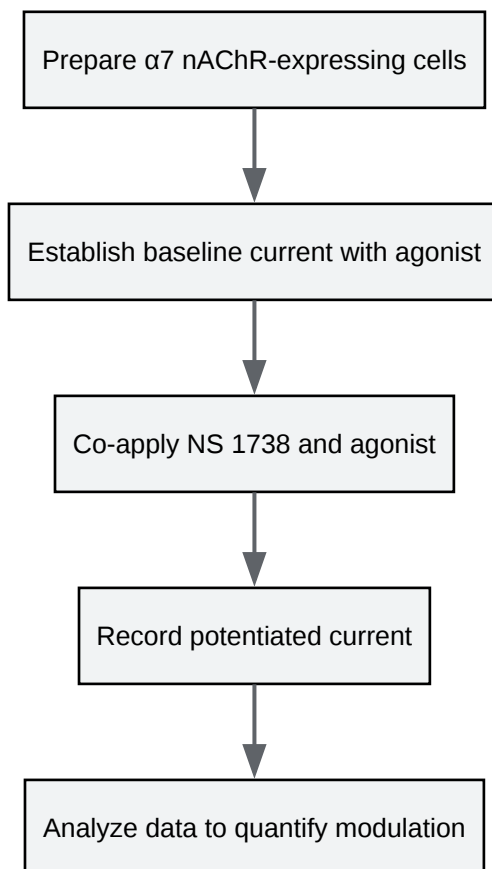 Prepare α7 nAChR-expressing cells
Establish baseline current with agonist
Co-apply NS 1738 and agonist
Record potentiated current
Analyze data to quantify modulation